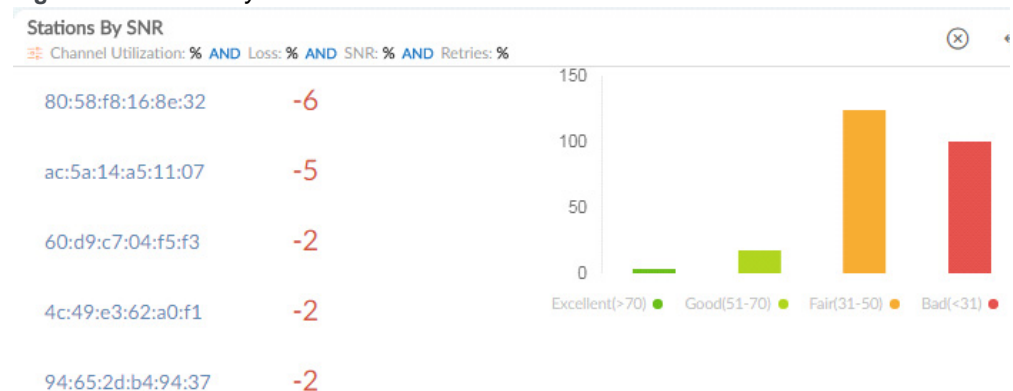 Stations By SNR
Channel Utilization: % AND Loss: % AND SNR: % AND Retries: %
80:58:f8:16:8e:32 -6
ac:5a:14:a5:11:07 -5
60:d9:c7:04:f5:f3 -2
4c:49:e3:62:a0:f1 -2
94:65:2d:b4:94:37 -2
150
100
50
0
Excellent(>70) Good(51-70) Fair(31-50) Bad(<31)